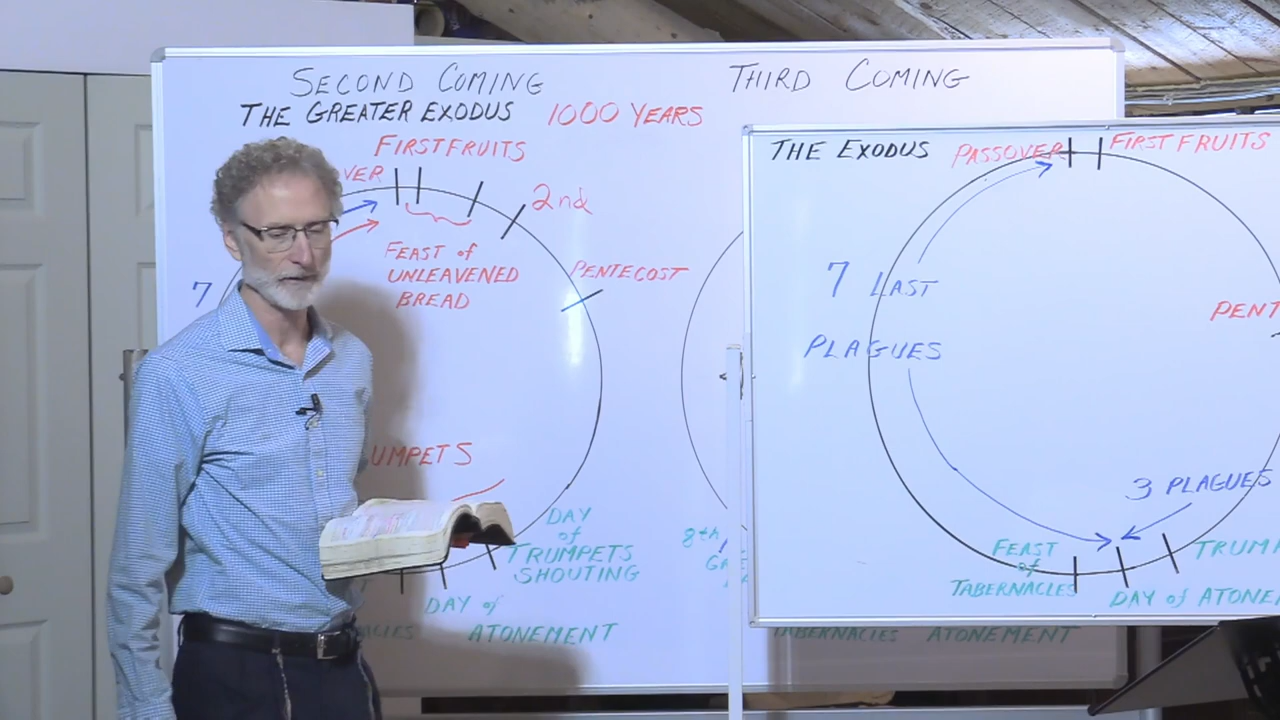 SECOND COMING
THE GREATER EXODUS 1000 YEARS
FIRSTFRUITS
VER
2nd
FEAST of
UNLEAVENED
BREAD
PENTECOST
7
UMPETS
DAY
of
TRUMPETS
SHOUTING
DAY of
ATONEMENT
THIRD COMING
8th
TABERNACLES ATONEMENT
THE EXODUS PASSOVER FIRST FRUITS
7 LAST
PLAGUES
PENT
3 PLAGUES
FEAST
of
TABERNACLES
TRUM
DAY of ATONE